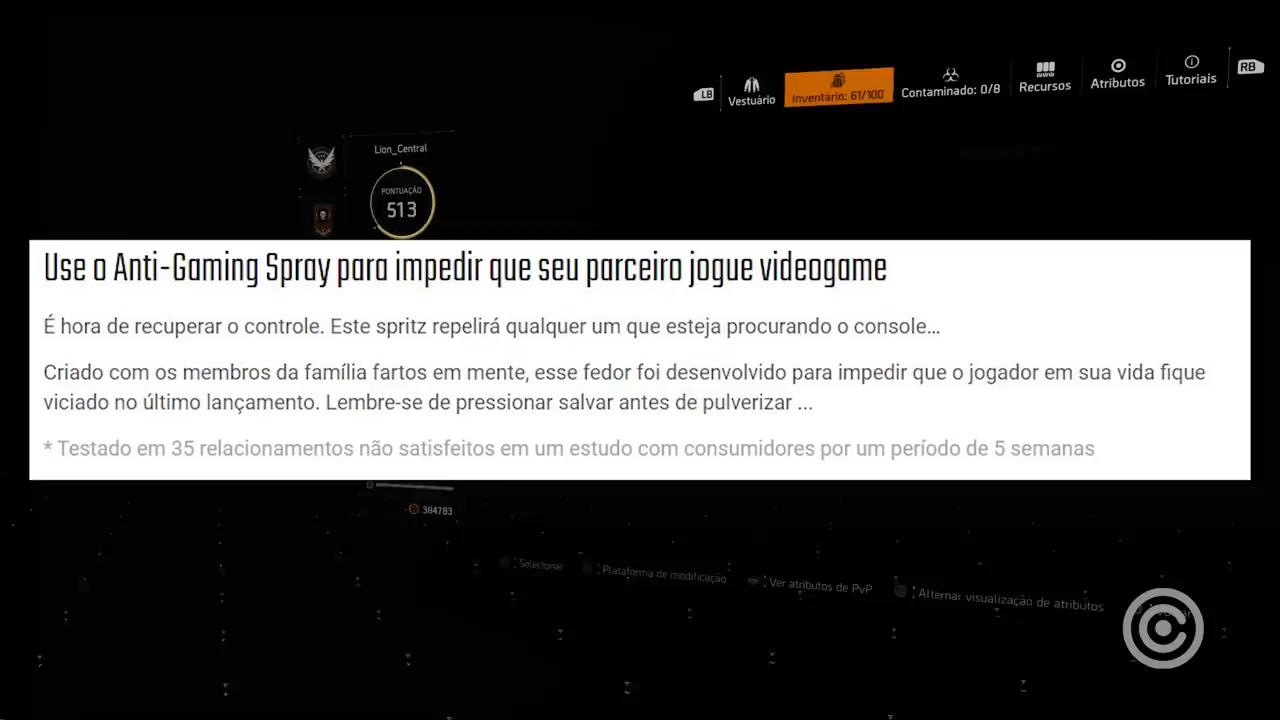 LB
Vestuário
Inventário: 61/100
Contaminado: 0/8
Recursos
Atributos
Tutoriais
RB
Lion_Central
PONTUAÇÃO
513
Use o Anti-Gaming Spray para impedir que seu parceiro jogue videogame
É hora de recuperar o controle. Este spritz repelirá qualquer um que esteja procurando o console...
Criado com os membros da família fartos em mente, esse fedor foi desenvolvido para impedir que o jogador em sua vida fique
viciado no último lançamento. Lembre-se de pressionar salvar antes de pulverizar ...
* Testado em 35 relacionamentos não satisfeitos em um estudo com consumidores por um período de 5 semanas
384783
Selecionar
Plataforma de modificação
Ver atributos de PvP
Alternar visualização de atributos